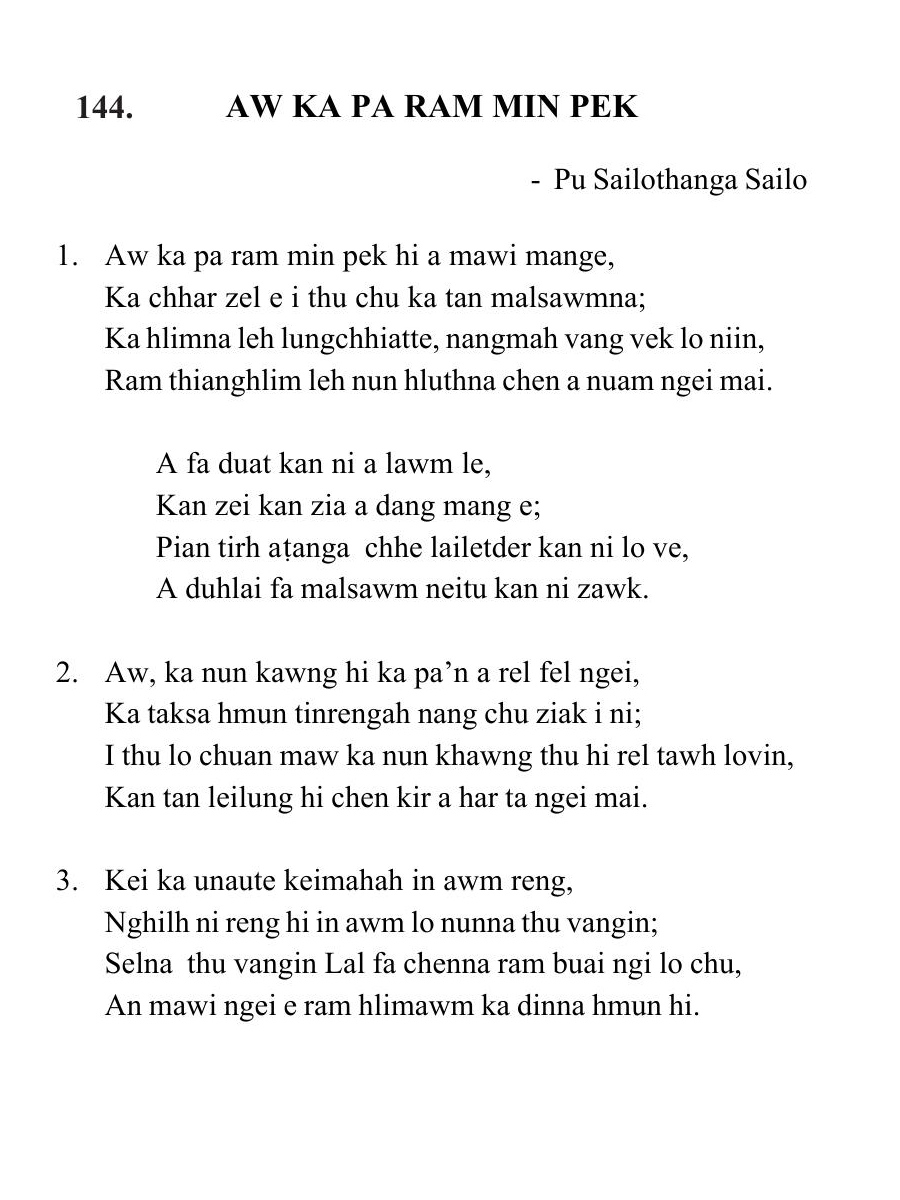 144. AW KA PA RAM MIN PEK
- Pu Sailothanga Sailo
1. Aw ka pa ram min pek hi a mawi mange,
Ka chhar zel e i thu chu ka tan malsawmna;
Ka hlimna leh lungchhiatte, nangmah vang vek lo niin,
Ram thianghlim leh nun hluthna chen a nuam ngei mai.
A fa duat kan ni a lawm le,
Kan zei kan zia a dang mang e;
Pian tirh aṭanga chhe lailetder kan ni lo ve,
A duhlai fa malsawm neitu kan ni zawk.
2. Aw, ka nun kawng hi ka pa’n a rel fel ngei,
Ka taksa hmun tinrengah nang chu ziak i ni;
I thu lo chuan maw ka nun khawng thu hi rel tawh lovin,
Kan tan leilung hi chen kir a har ta ngei mai.
3. Kei ka unaute keimahah in awm reng,
Nghilh ni reng hi in awm lo nunna thu vangin;
Selna thu vangin Lal fa chenna ram buai ngi lo chu,
An mawi ngei e ram hlimawm ka dinna hmun hi.